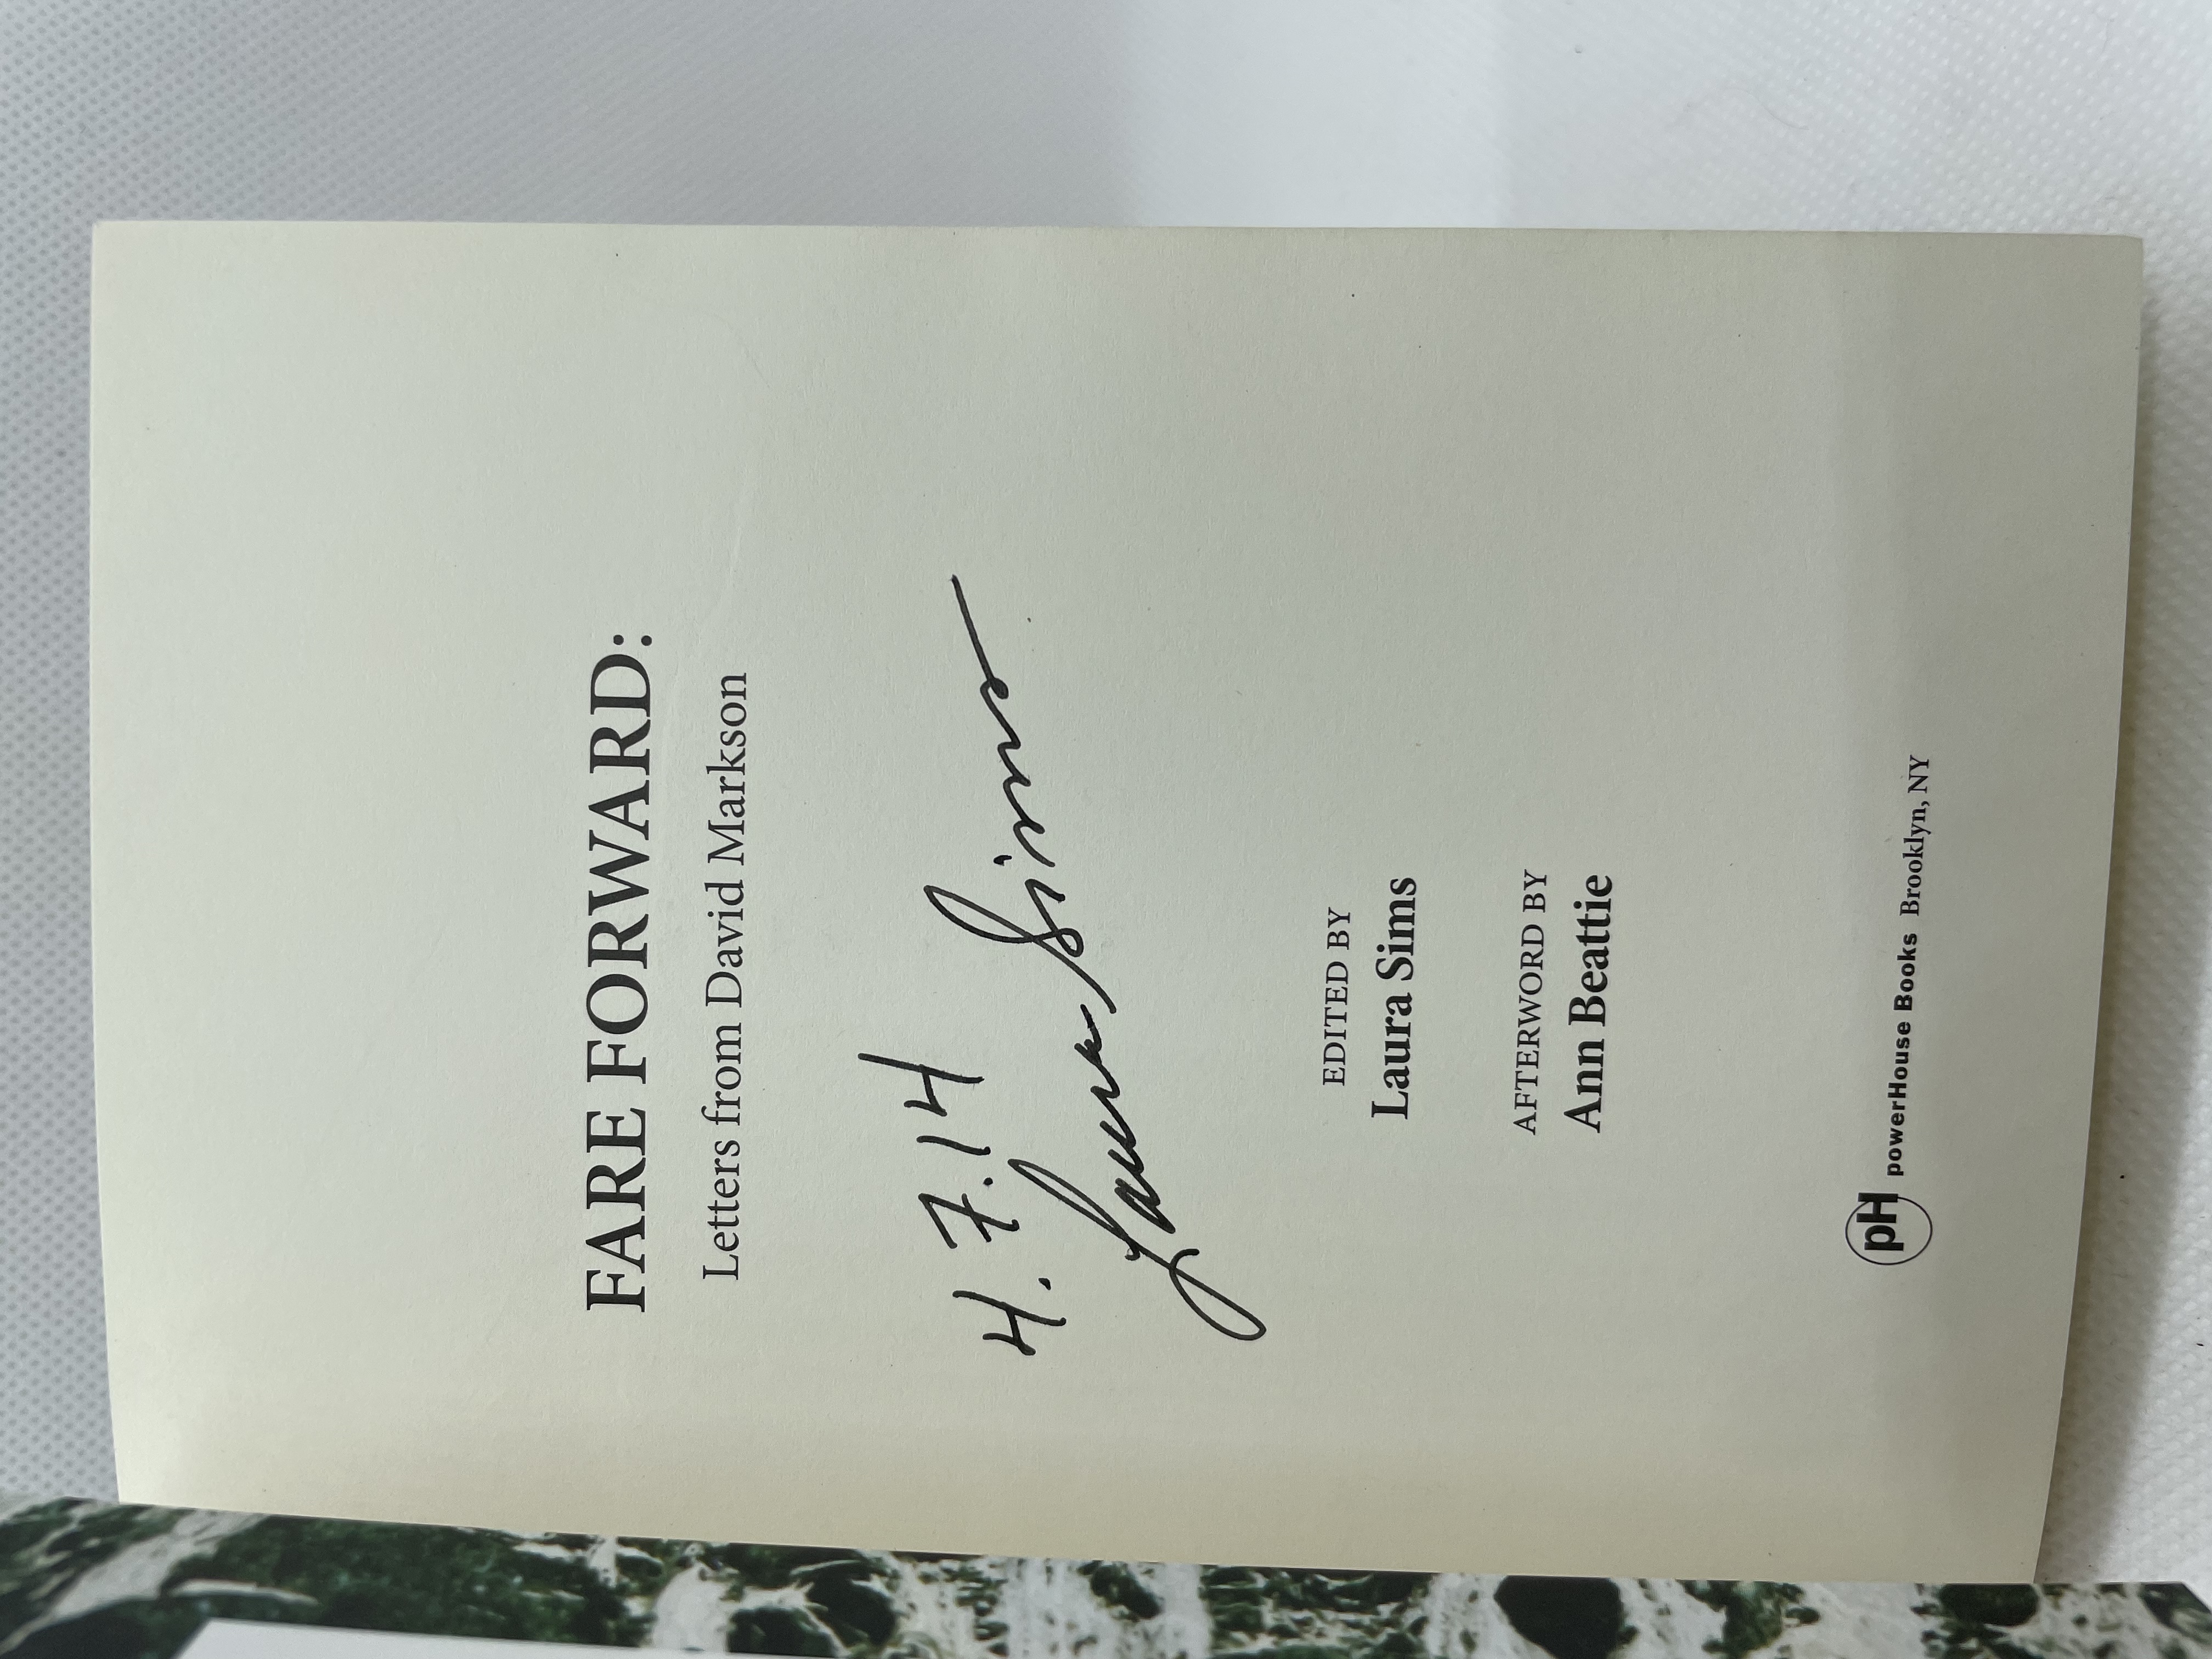 FARE FORWARD:
Letters from David Markson
4.7.14
Laura Sims
EDITED BY
Laura Sims
AFTERWORD BY
Ann Beattie
pH powerHouse Books Brooklyn, NY